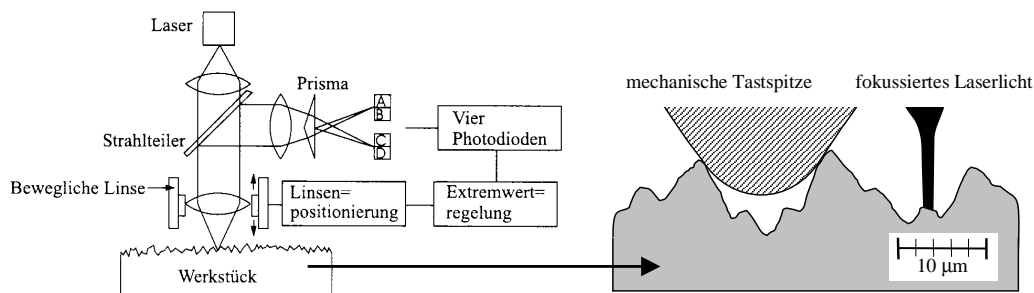 Laser
Prisma
A
B
C
D
Strahlteiler
Vier
Photodioden
Bewegliche Linse
Linsen=
positionierung
Extremwert=
regelung
Werkstück
mechanische Tastspitze
fokussiertes Laserlicht
10 µm